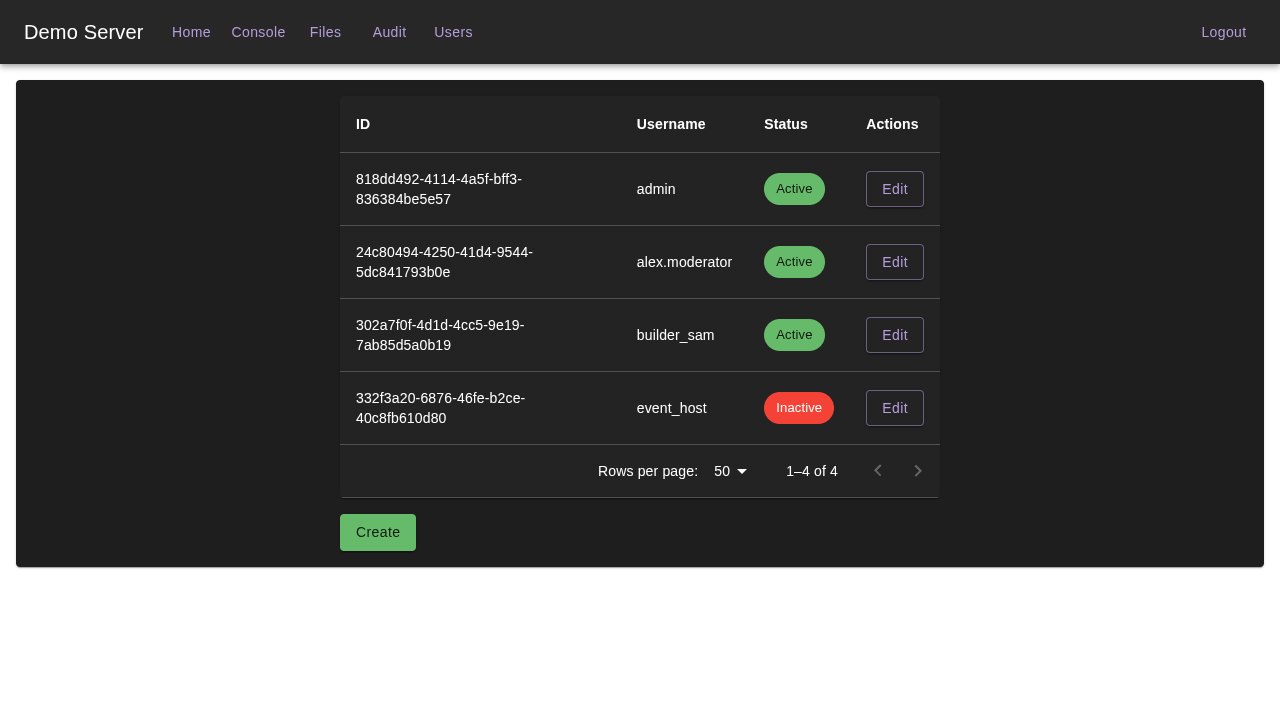 Demo Server Home Console Files Audit Users Logout
ID Username Status Actions
818dd492-4114-4a5f-bff3-
836384be5e57
admin Active Edit
24c80494-4250-41d4-9544-
5dc841793b0e
alex.moderator Active Edit
302a7f0f-4d1d-4cc5-9e19-
7ab85d5a0b19
builder_sam Active Edit
332f3a20-6876-46fe-b2ce-
40c8fb610d80
event_host Inactive Edit
Rows per page: 50 1–4 of 4
Create